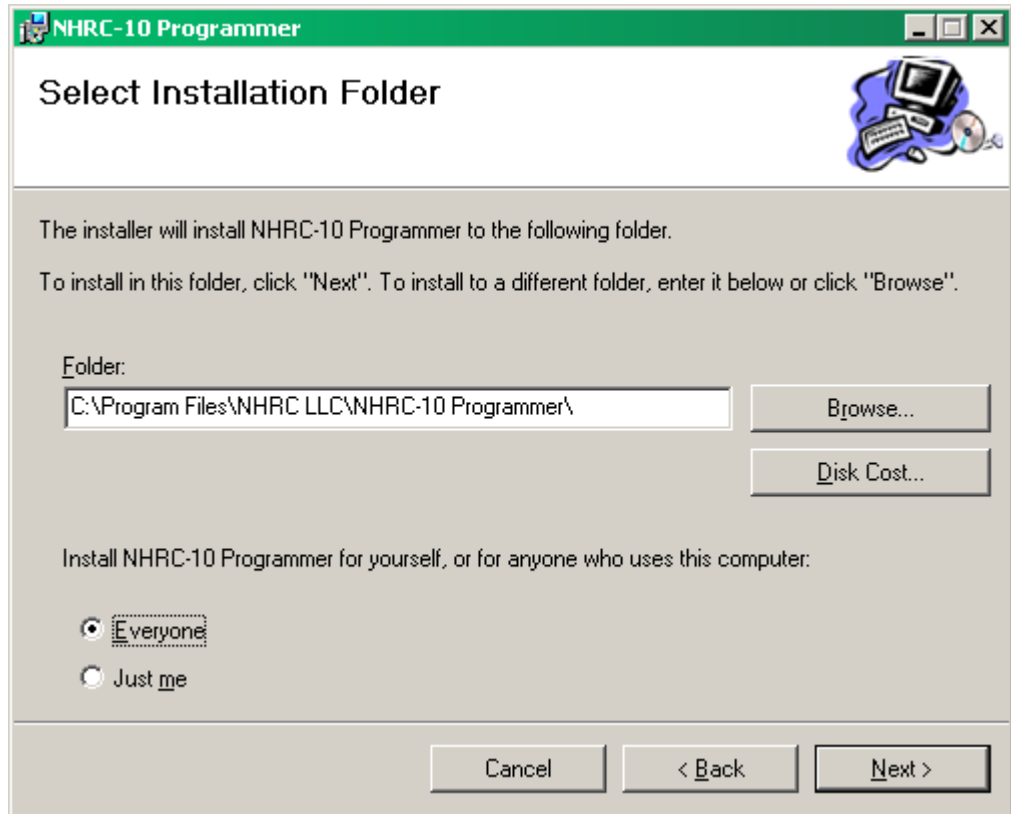 NHRC-10 Programmer
Select Installation Folder
The installer will install NHRC-10 Programmer to the following folder.
To install in this folder, click "Next". To install to a different folder, enter it below or click "Browse".
Folder:
C:\Program Files\NHRC LLC\NHRC-10 Programmer\
Browse...
Disk Cost...
Install NHRC-10 Programmer for yourself, or for anyone who uses this computer:
Everyone
Just me
Cancel
< Back
Next >